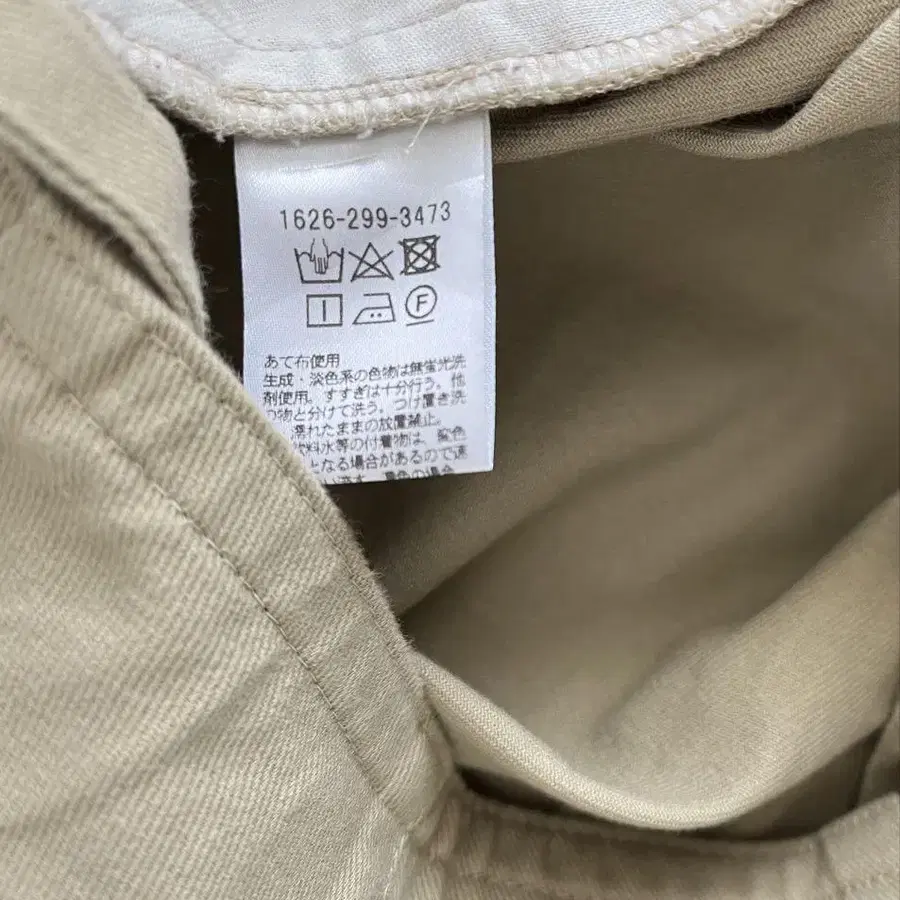 1626-299-3473
F
あて布使用
生成・淡色系の色物は無蛍光洗
剤使用。すすぎは十分行う。他
の物と分けて洗う。つけ置き洗
濡れたままの放置禁止。
飲料水等の付着物は、変色
となる場合があるので速